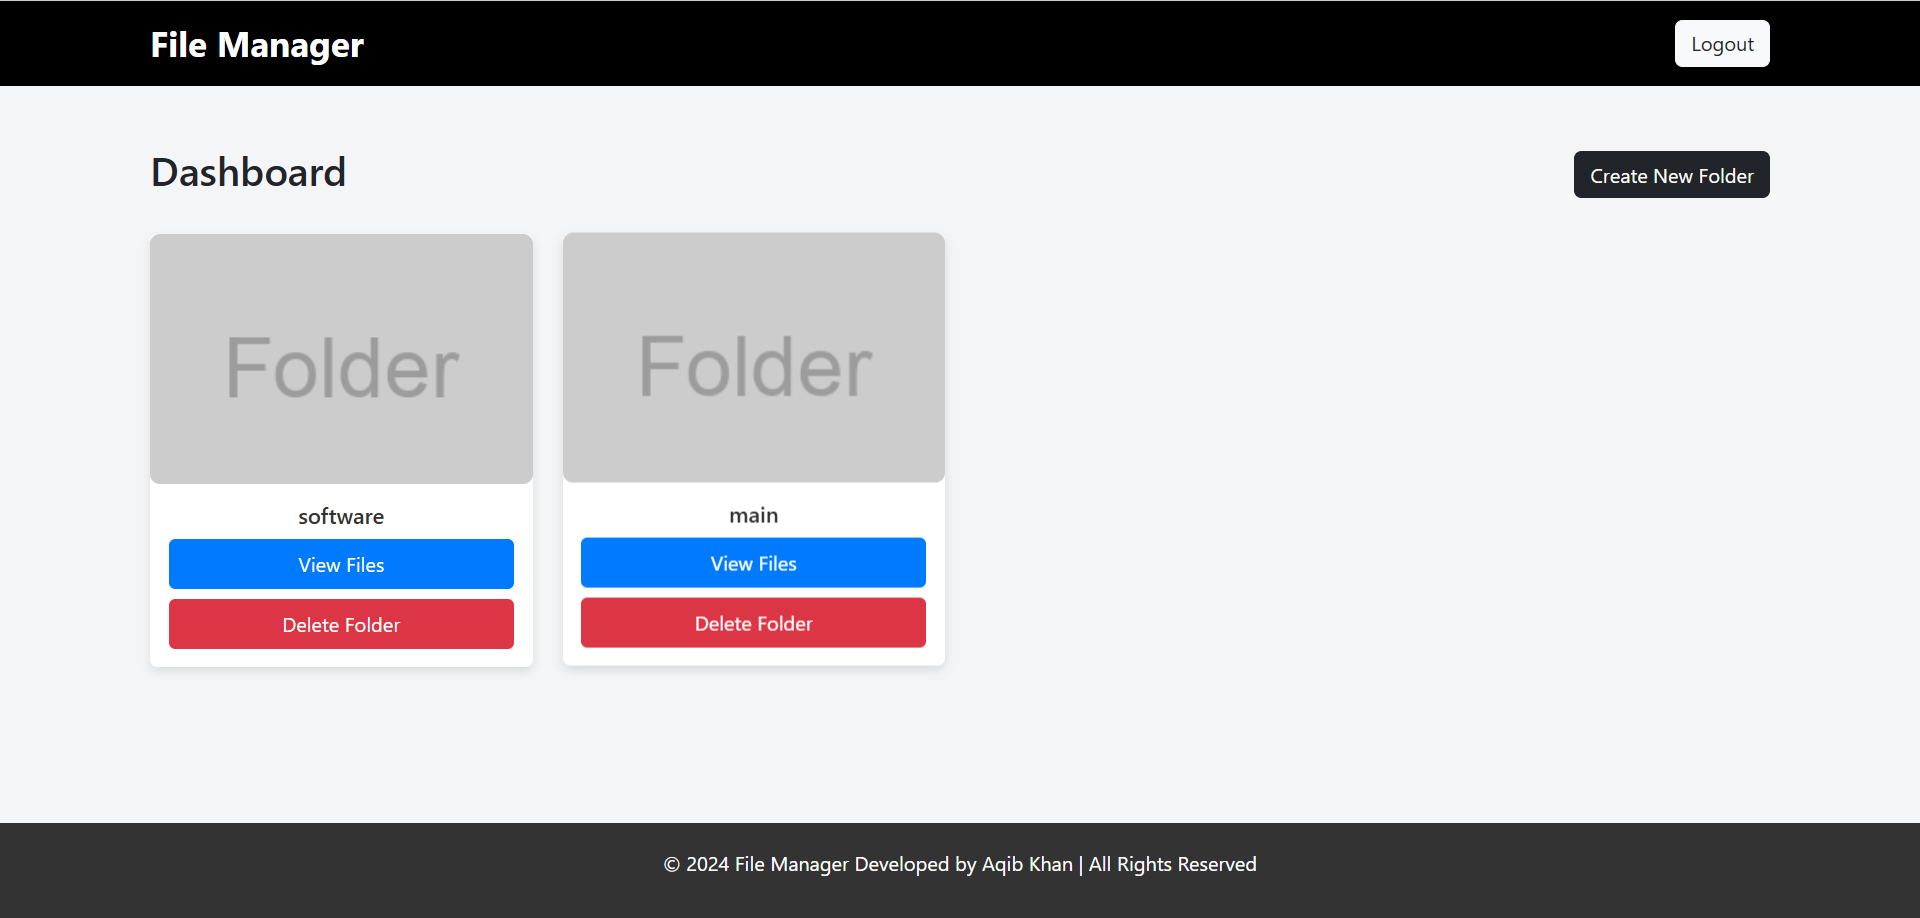 File Manager
Logout
Dashboard
Create New Folder
Folder
software
View Files
Delete Folder
Folder
main
View Files
Delete Folder
© 2024 File Manager Developed by Aqib Khan | All Rights Reserved